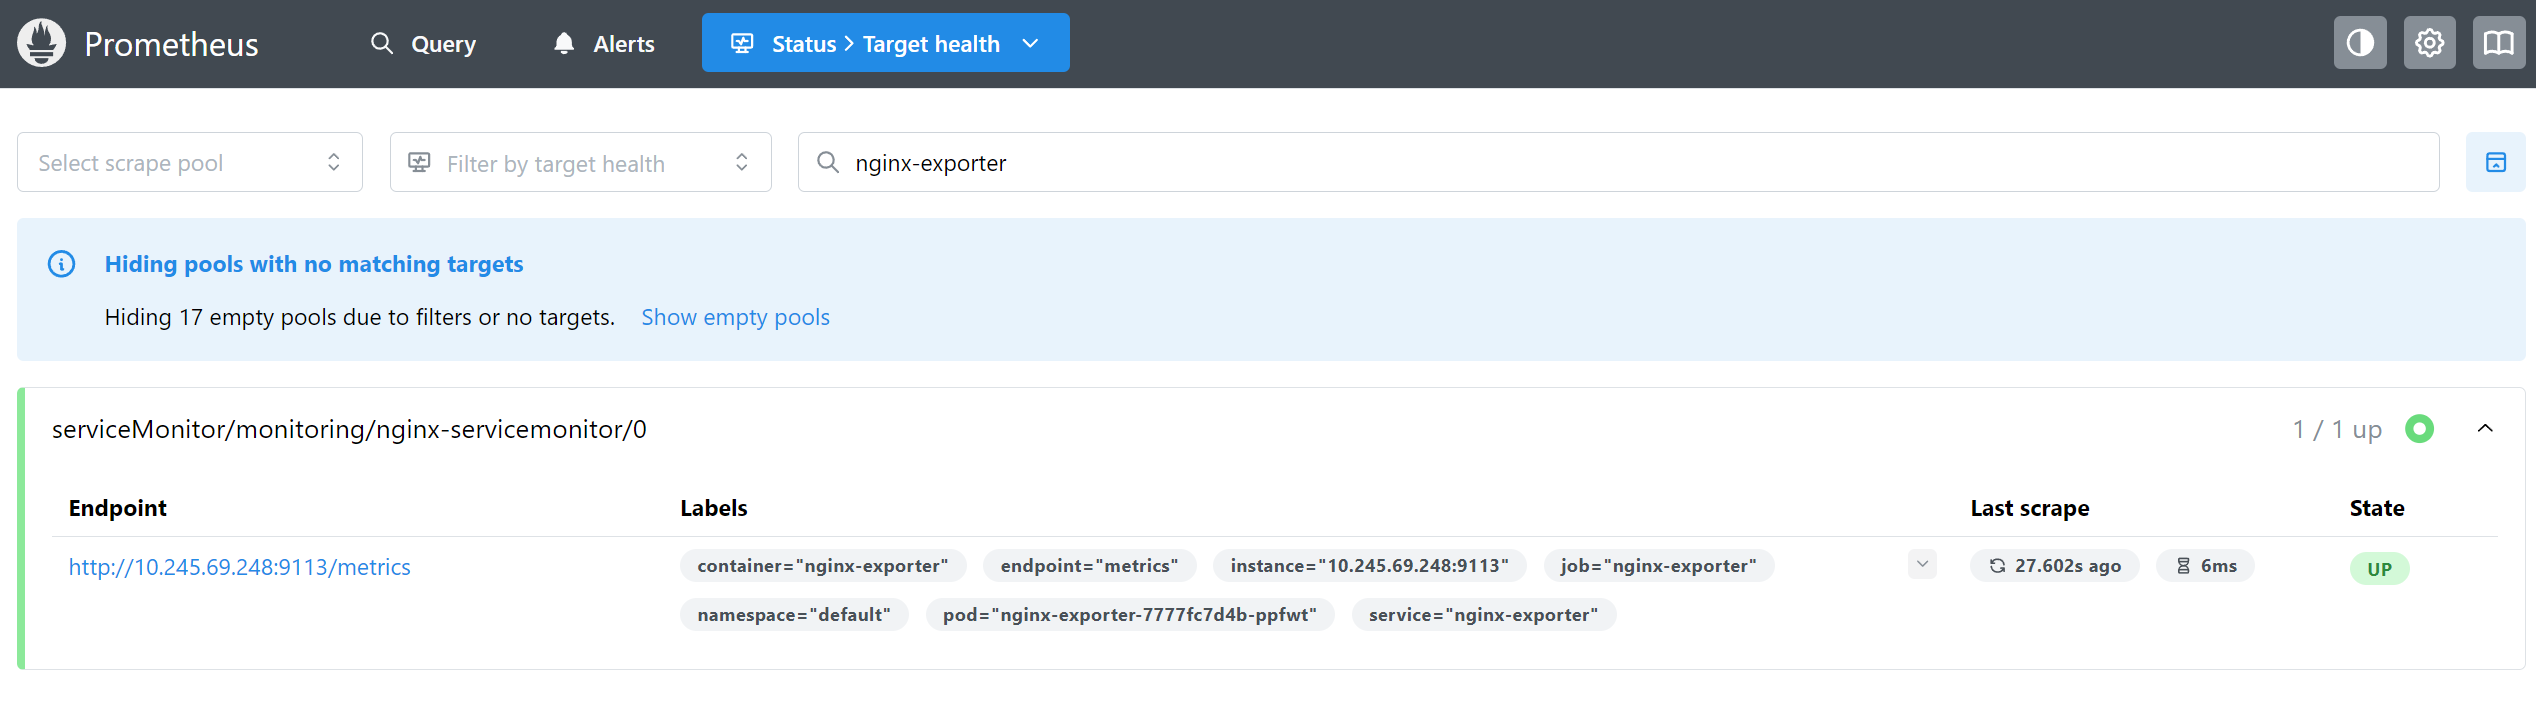 Prometheus Query Alerts Status > Target health
Select scrape pool Filter by target health nginx-exporter
Hiding pools with no matching targets
Hiding 17 empty pools due to filters or no targets. Show empty pools
serviceMonitor/monitoring/nginx-servicemonitor/0 1 / 1 up
Endpoint Labels Last scrape State
http://10.245.69.248:9113/metrics container="nginx-exporter" endpoint="metrics" instance="10.245.69.248:9113" job="nginx-exporter" 27.602s ago 6ms UP
namespace="default" pod="nginx-exporter-7777fc7d4b-ppfwt" service="nginx-exporter"